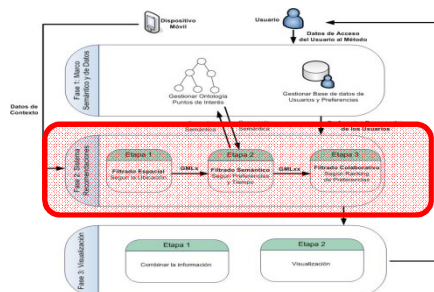 Dispositivo
Móvil
Usuario
Datos de Acceso
del Usuario al Método
Fase 1: Marco
Semántico y de Datos
Gestionar Ontología
Puntos de Interés
Gestionar Base de datos de
Usuarios y Preferencias
Datos de
Contexto
Semántica
Semántica
de los Usuarios
Fase 2: Sistema
Recomendaciones
Etapa 1
Filtrado Espacial
Según la Ubicación
GMLx
Etapa 2
Filtrado Semántico
Según Preferencias
y Tiempo
GMLxx
Etapa 3
Filtrado Colaborativo
Según Ranking
de Preferencias
Fase 3: Visualización
Etapa 1
Combinar la información
Etapa 2
Visualización